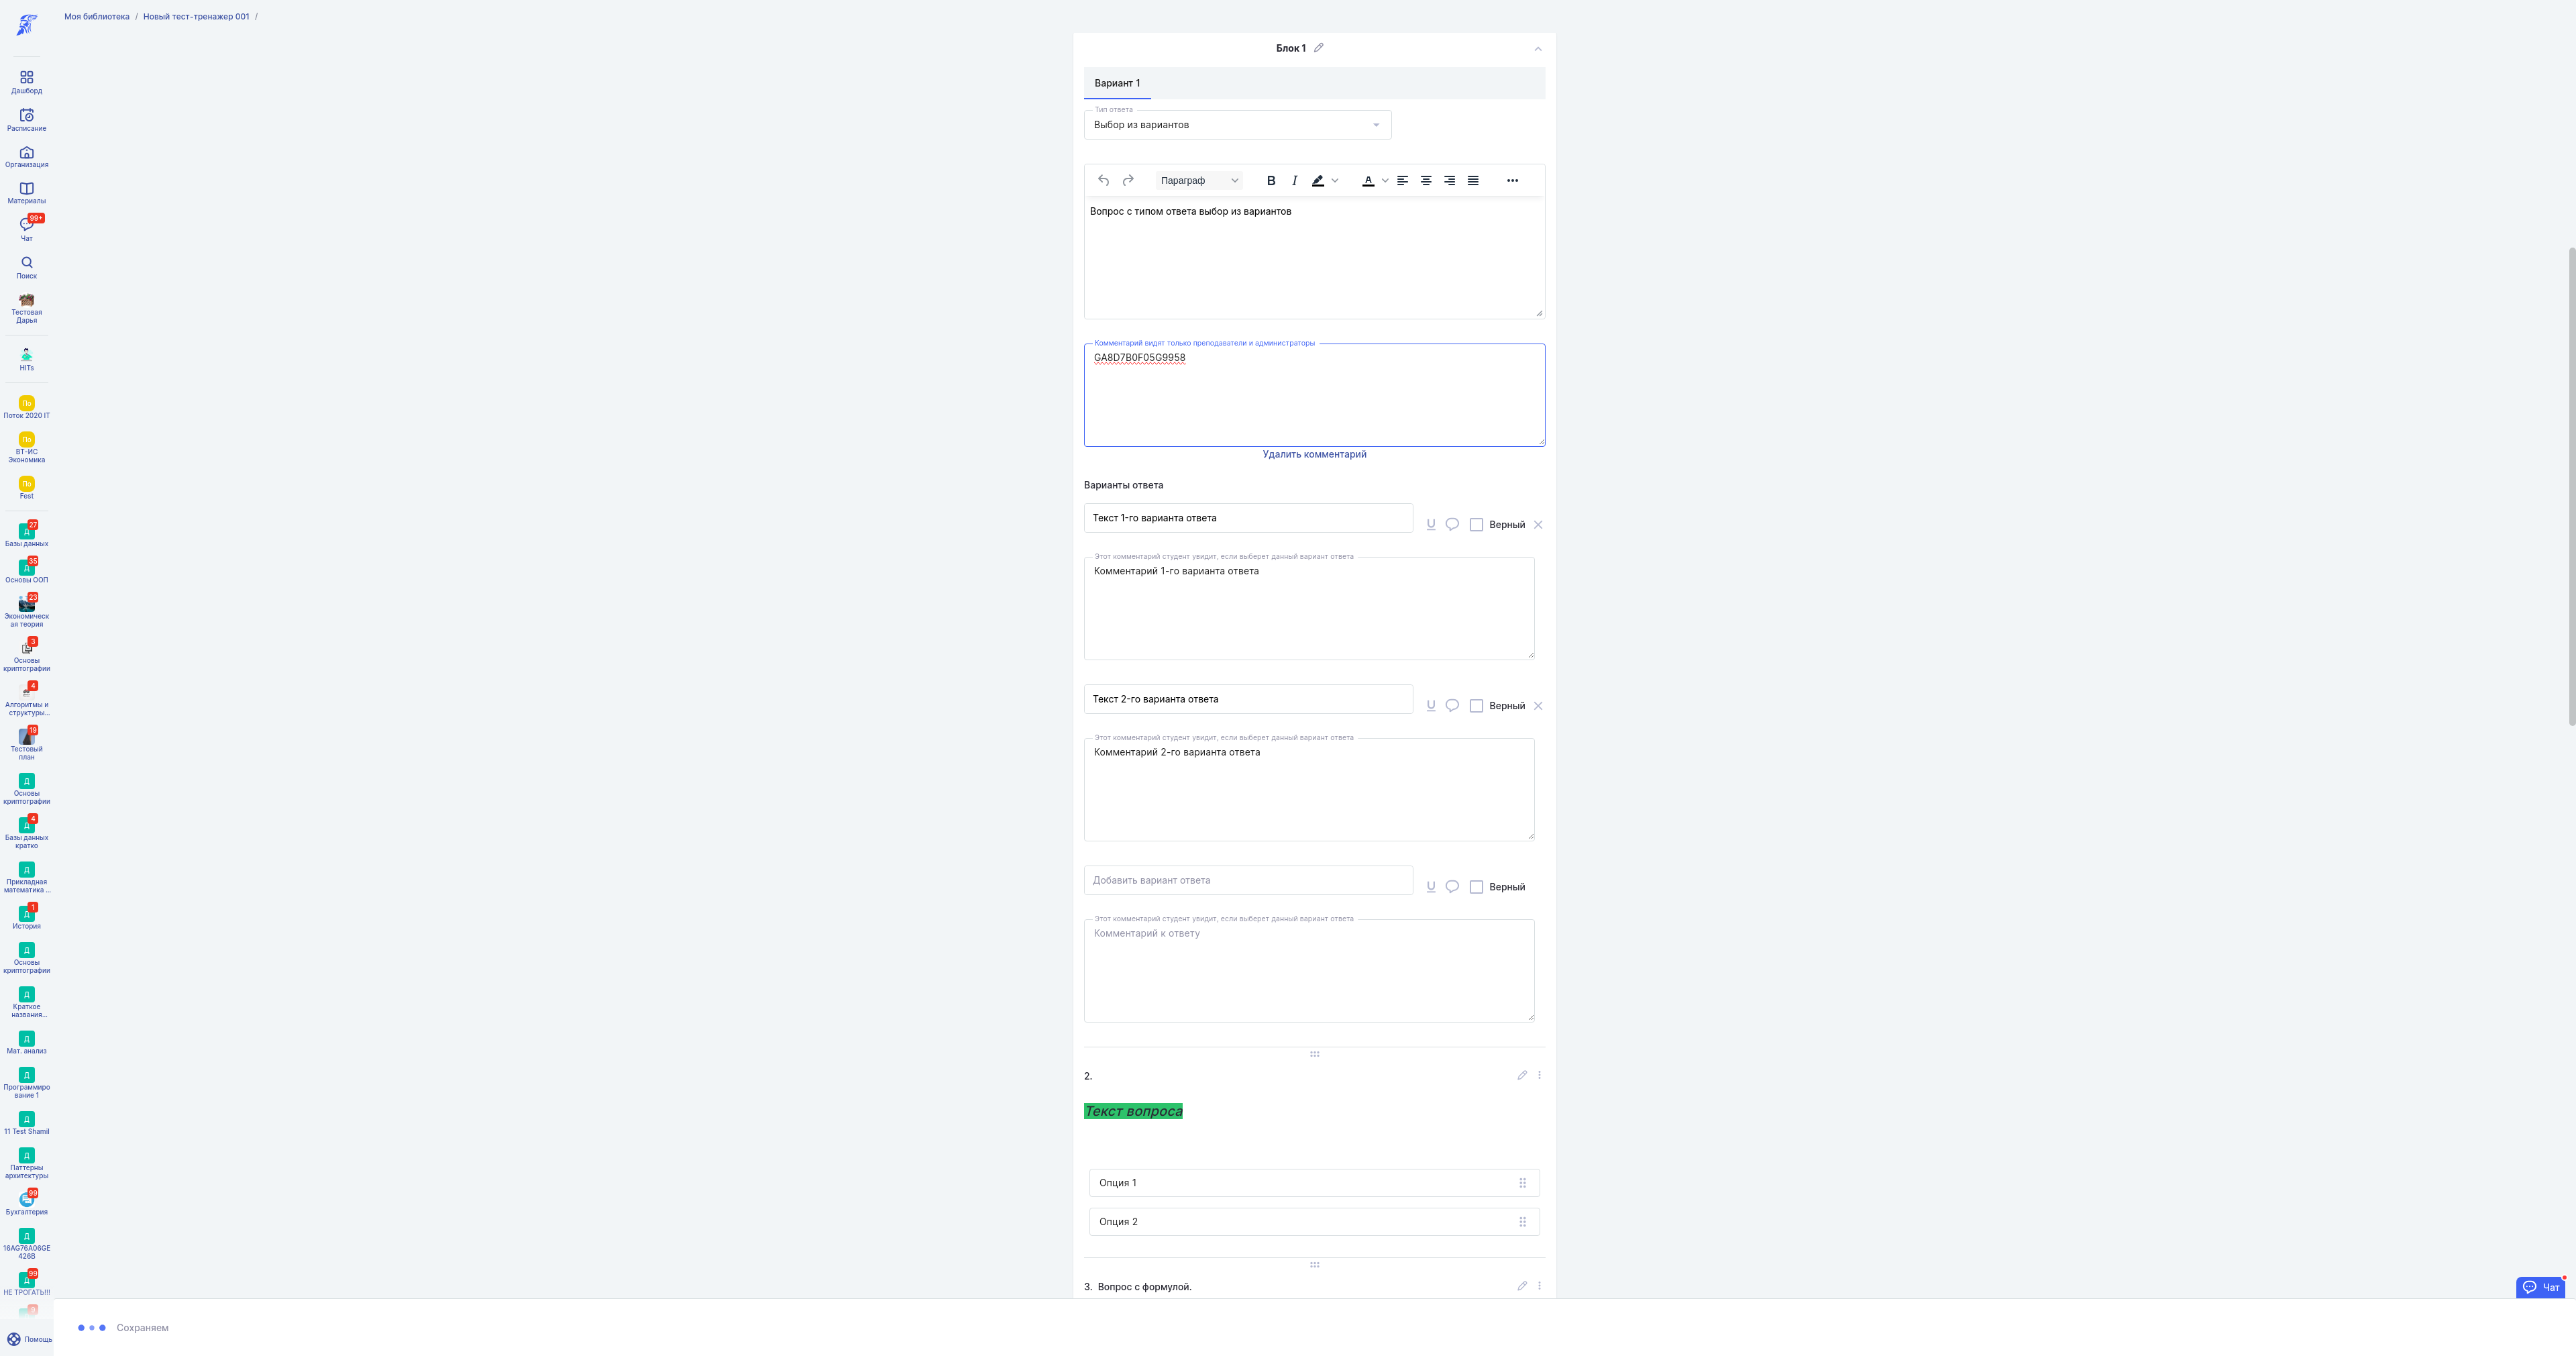 Моя библиотека / Новый тест-тренажер 001 /
Дашборд
Расписание
Организация
Материалы
99+
Чат
Поиск
Тестовая
Дарья
HITs
По
Поток 2020 IT
По
ВТ-ИС
Экономика
По
Fest
27
Д
Базы данных
35
Д
Основы ООП
23
Экономическ
ая теория
3
Основы
криптографии
4
Алгоритмы и
структуры...
19
Тестовый
план
Д
Основы
криптографии
4
Д
Базы данных
кратко
Д
Прикладная
математика ...
1
Д
История
Д
Основы
криптографии
Д
Краткое
названия...
Д
Мат. анализ
Д
Программиро
вание 1
Д
11 Test Shamil
Д
Паттерны
архитектуры
99
Бухгалтерия
Д
16AG76A06GE
426B
99
Д
НЕ ТРОГАТЬ!!!
Помощь
Блок 1
Вариант 1
Тип ответа
Выбор из вариантов
Параграф
B I A
Вопрос с типом ответа выбор из вариантов
Комментарий видят только преподаватели и администраторы
GA8D7B0F05G9958
Удалить комментарий
Варианты ответа
Текст 1-го варианта ответа U Верный
Этот комментарий студент увидит, если выберет данный вариант ответа
Комментарий 1-го варианта ответа
Текст 2-го варианта ответа U Верный
Этот комментарий студент увидит, если выберет данный вариант ответа
Комментарий 2-го варианта ответа
Добавить вариант ответа U Верный
Этот комментарий студент увидит, если выберет данный вариант ответа
Комментарий к ответу
2.
Текст вопроса
Опция 1
Опция 2
3. Вопрос с формулой.
Чат
Сохраняем